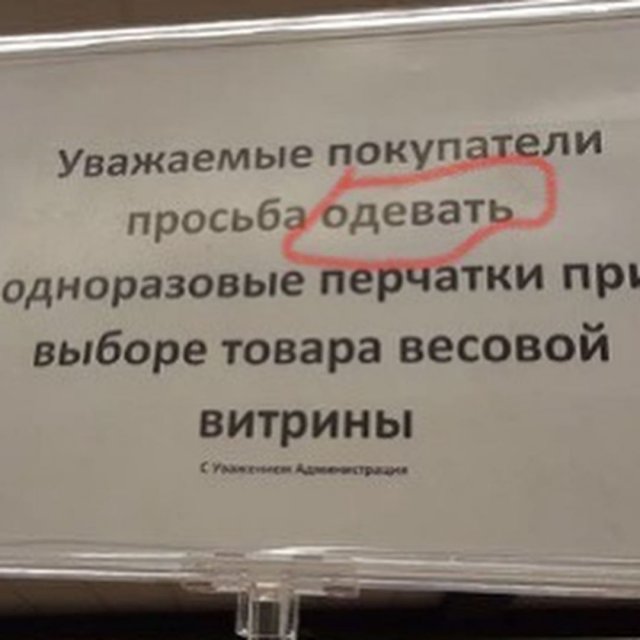 Уважаемые покупатели
просьба одевать
одноразовые перчатки при
выборе товара весовой
витрины
С Уважением Администрация